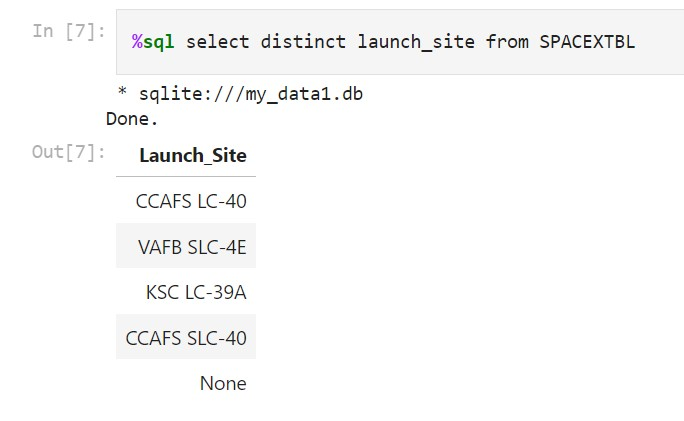 In [7]:
%sql select distinct launch_site from SPACEXTBL
* sqlite:///my_data1.db
Done.
Out[7]:
Launch_Site
CCAFS LC-40
VAFB SLC-4E
KSC LC-39A
CCAFS SLC-40
None